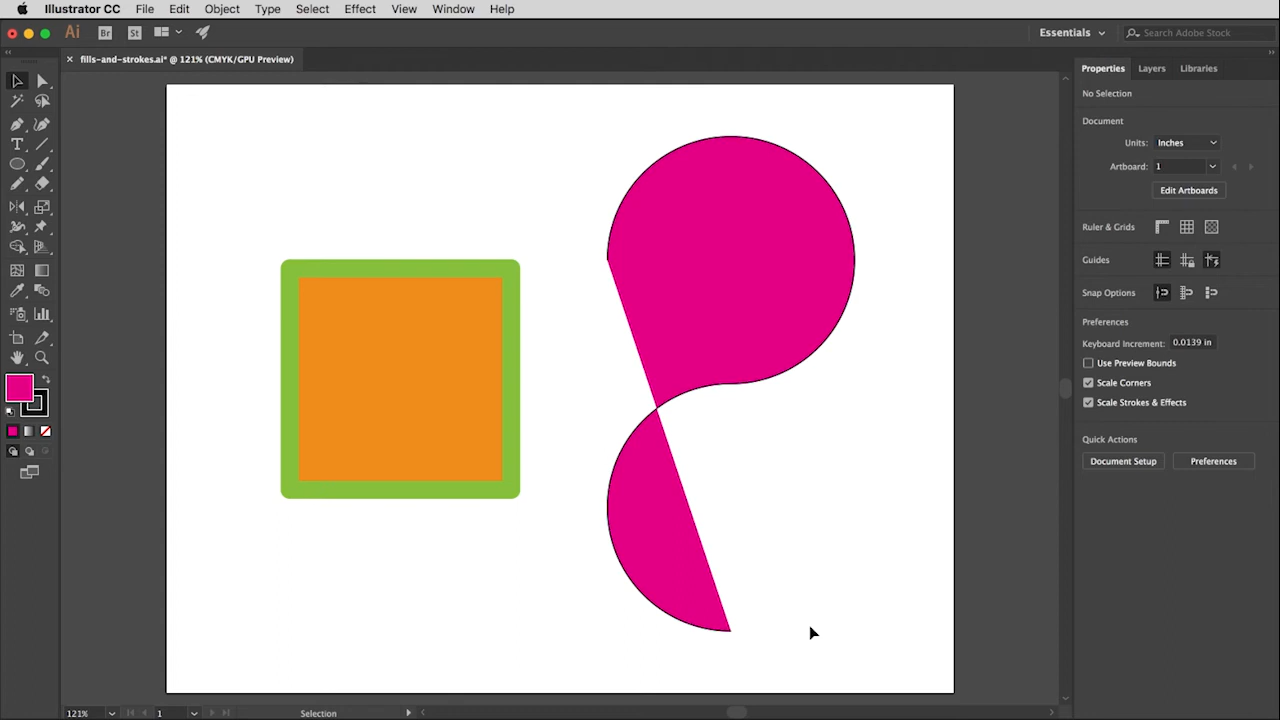 Illustrator CC File Edit Object Type Select Effect View Window Help
Ai Br St Essentials Search Adobe Stock
fills-and-strokes.ai* @ 121% (CMYK/GPU Preview)
Properties Layers Libraries
No Selection
Document
Units: Inches
Artboard: 1
Edit Artboards
Ruler & Grids
Guides
Snap Options
Preferences
Keyboard Increment: 0.0139 in
Use Preview Bounds
Scale Corners
Scale Strokes & Effects
Quick Actions
Document Setup Preferences
121% 1 Selection